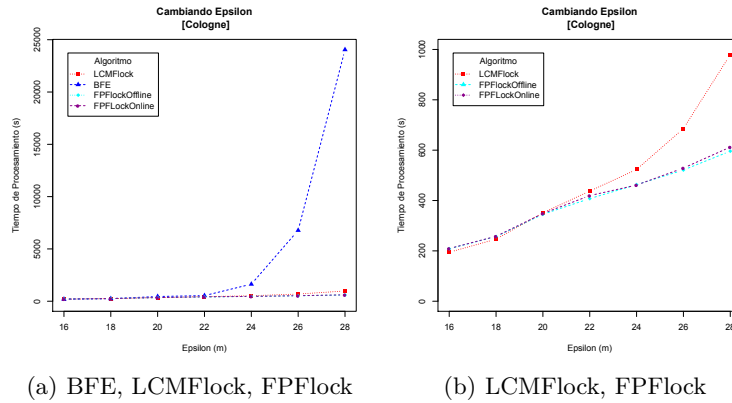 Cambiando Epsilon
[Cologne]
Tiempo de Procesamiento (s)
25000
20000
15000
10000
5000
0
Algoritmo
LCMFlock
BFE
FPFlockOffline
FPFLockOnline
16 18 20 22 24 26 28
Epsilon (m)
(a) BFE, LCMFlock, FPFlock
Cambiando Epsilon
[Cologne]
Tiempo de Procesamiento (s)
1000
800
600
400
200
0
Algoritmo
LCMFlock
FPFlockOffline
FPFLockOnline
16 18 20 22 24 26 28
Epsilon (m)
(b) LCMFlock, FPFlock